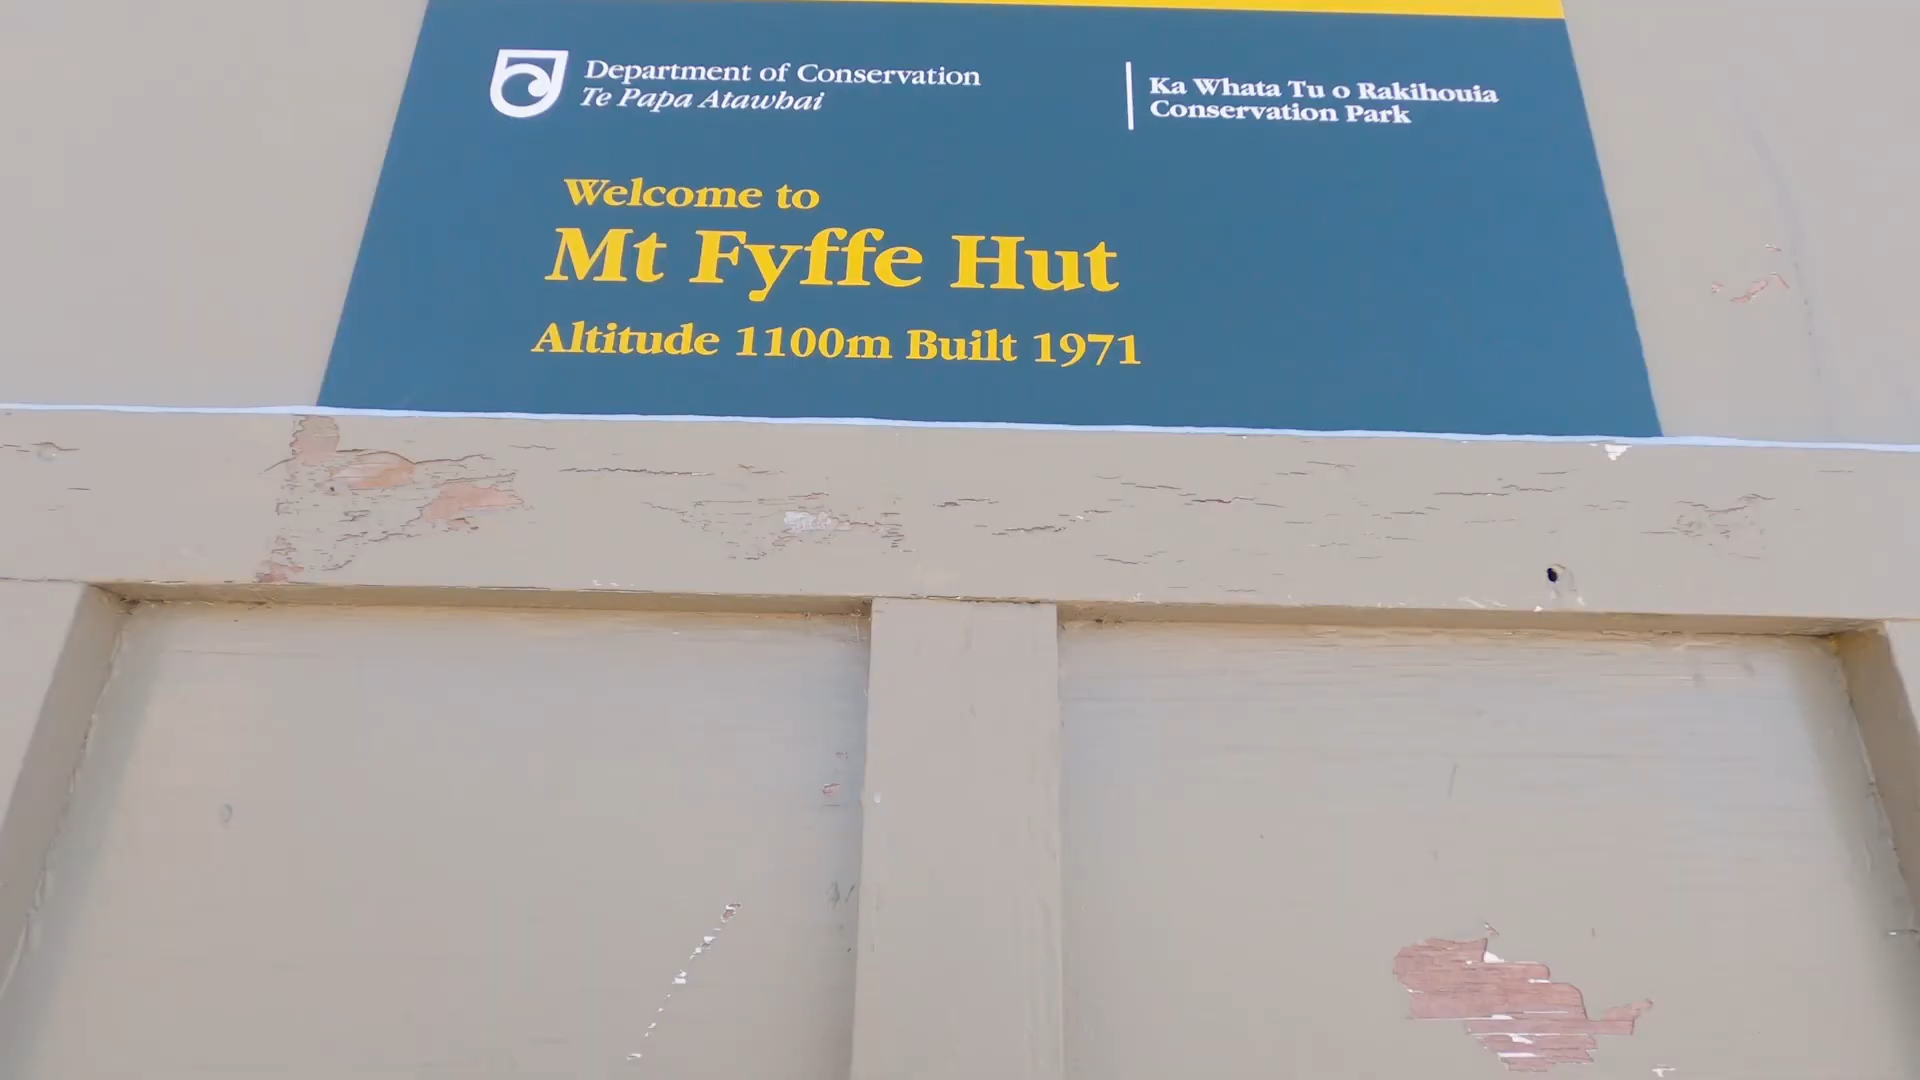 Department of Conservation
Te Papa Atawhai
Ka Whata Tu o Rakihouia
Conservation Park
Welcome to
Mt Fyffe Hut
Altitude 1100m Built 1971